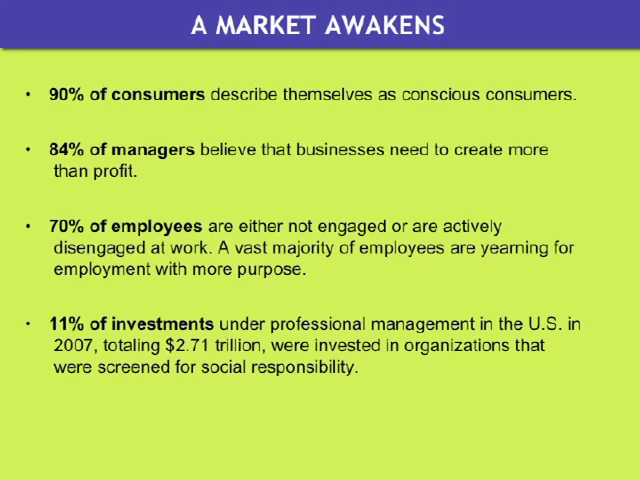 A MARKET AWAKENS
• 90% of consumers describe themselves as conscious consumers.
• 84% of managers believe that businesses need to create more
than profit.
• 70% of employees are either not engaged or are actively
disengaged at work. A vast majority of employees are yearning for
employment with more purpose.
• 11% of investments under professional management in the U.S. in
2007, totaling $2.71 trillion, were invested in organizations that
were screened for social responsibility.